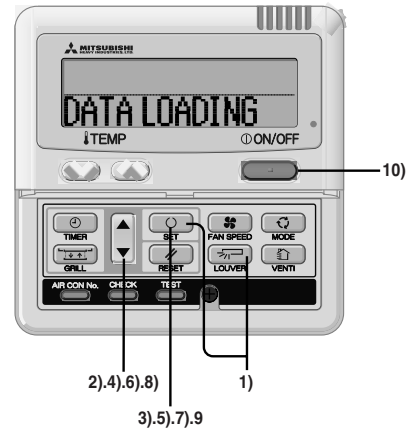 MITSUBISHI
HEAVY INDUSTRIES, LTD.
DATA LOADING
TEMP
ON/OFF
10)
TIMER
SET
FAN SPEED
MODE
GRILL
RESET
LOUVER
VENTI
AIR CON No.
CHECK
TEST
2).4).6).8)
1)
3).5).7).9